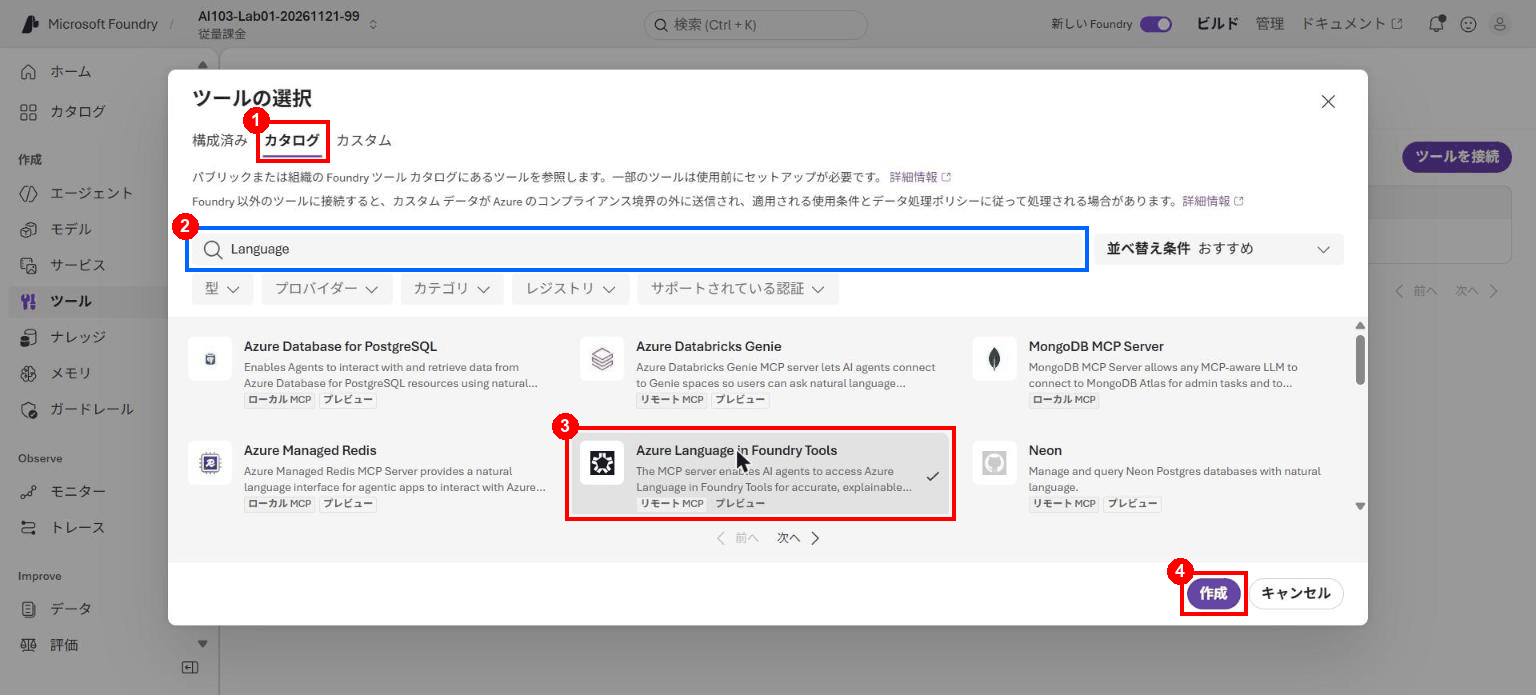 Microsoft Foundry / AI103-Lab01-20261121-99
従量課金
検索 (Ctrl + K)
新しい Foundry ビルド 管理 ドキュメント
ホーム
カタログ
作成
エージェント
モデル
サービス
ツール
ナレッジ
メモリ
ガードレール
Observe
モニター
トレース
Improve
データ
評価
ツールを接続
前へ 次へ
ツールの選択
1
構成済み カタログ カスタム
パブリックまたは組織の Foundry ツール カタログにあるツールを参照します。一部のツールは使用前にセットアップが必要です。 詳細情報
Foundry 以外のツールに接続すると、カスタム データが Azure のコンプライアンス境界の外に送信され、適用される使用条件とデータ処理ポリシーに従って処理される場合があります。詳細情報
2
Language
並べ替え条件 おすすめ
型 プロバイダー カテゴリ レジストリ サポートされている認証
Azure Database for PostgreSQL
Enables Agents to interact with and retrieve data from
Azure Database for PostgreSQL resources using natural...
ローカル MCP プレビュー
Azure Databricks Genie
Azure Databricks Genie MCP server lets AI agents connect
to Genie spaces so users can ask natural language...
リモート MCP プレビュー
MongoDB MCP Server
MongoDB MCP Server allows any MCP-aware LLM to
connect to MongoDB Atlas for admin tasks and to...
ローカル MCP
Azure Managed Redis
Azure Managed Redis MCP Server provides a natural
language interface for agentic apps to interact with Azure...
ローカル MCP プレビュー
3
Azure Language in Foundry Tools
The MCP server enables AI agents to access Azure
Language in Foundry Tools for accurate, explainable...
リモート MCP プレビュー
Neon
Manage and query Neon Postgres databases with natural
language.
リモート MCP プレビュー
前へ 次へ
4
作成 キャンセル